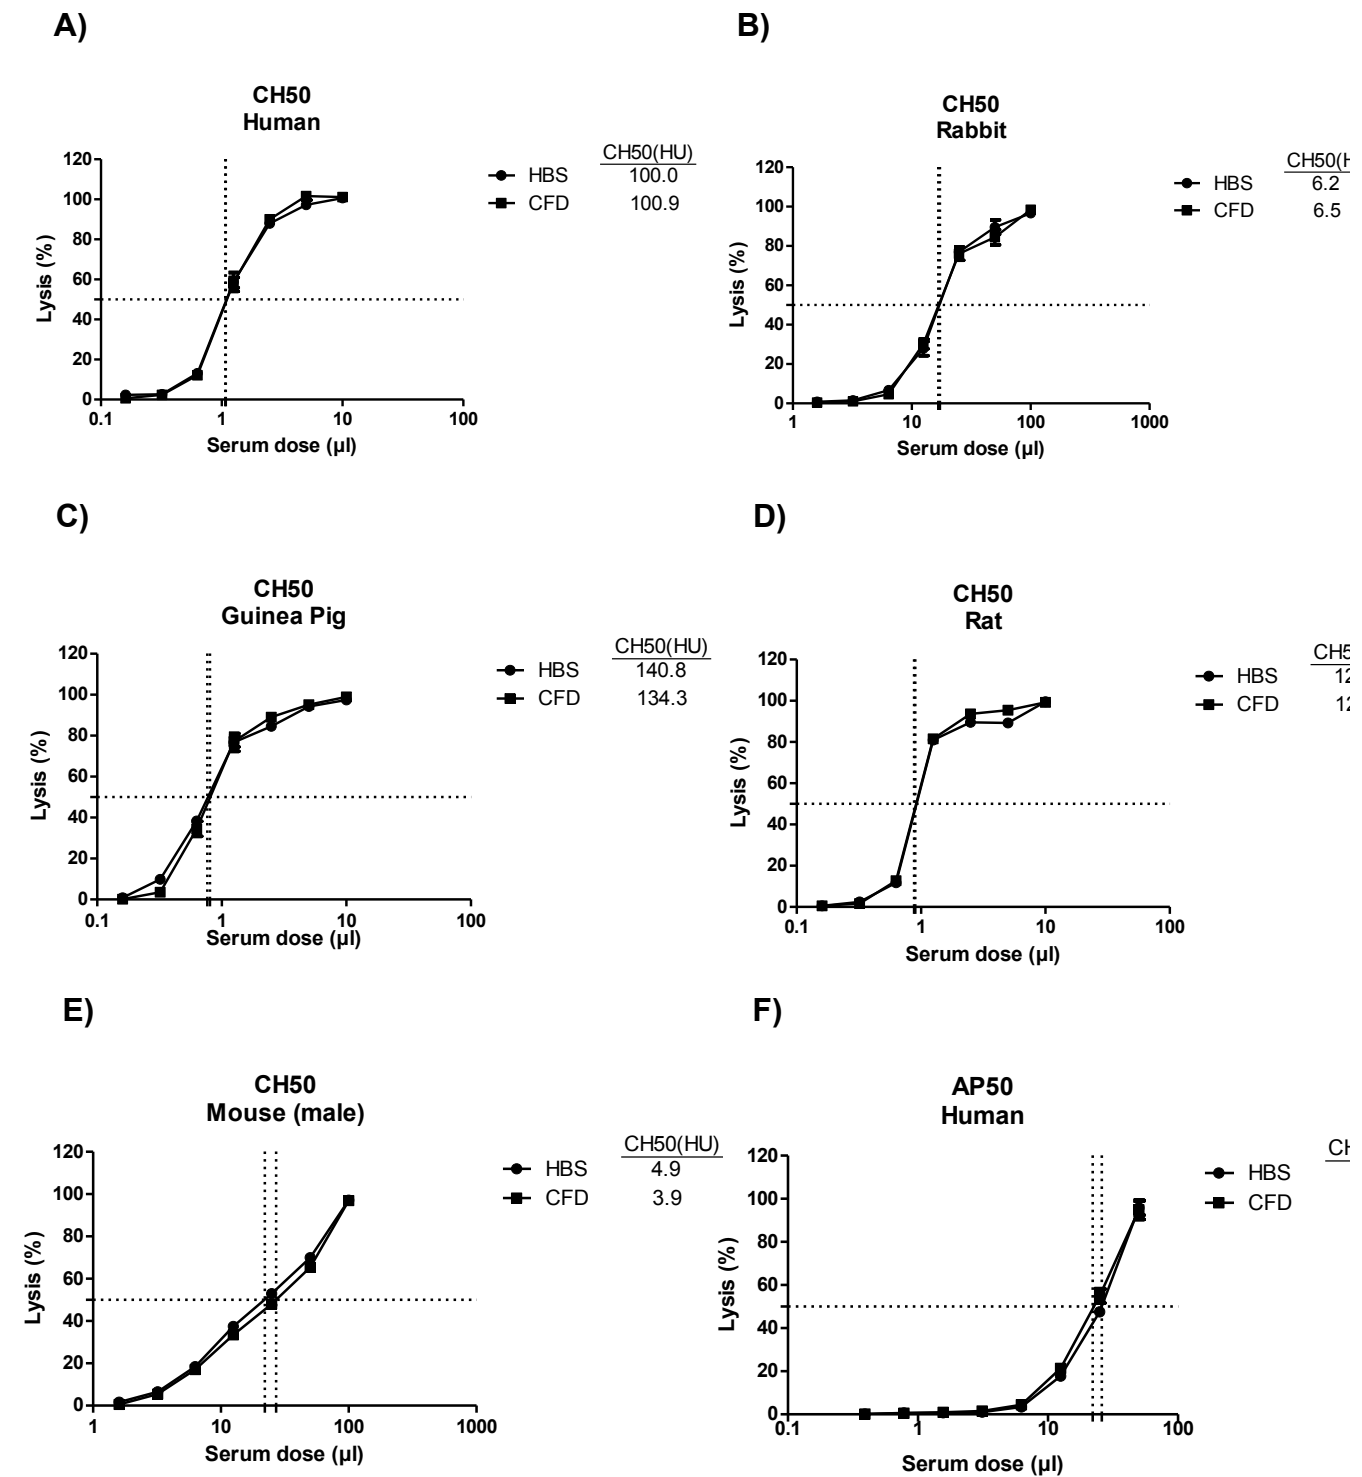 A)
CH50
Human
CH50(HU)
HBS 100.0
CFD 100.9
120
100
80
60
40
20
0
Lysis (%)
0.1 1 10 100
Serum dose (µl)
B)
CH50
Rabbit
CH50(H
HBS 6.2
CFD 6.5
120
100
80
60
40
20
0
Lysis (%)
1 10 100 1000
Serum dose (µl)
C)
CH50
Guinea Pig
CH50(HU)
HBS 140.8
CFD 134.3
120
100
80
60
40
20
0
Lysis (%)
0.1 1 10 100
Serum dose (µl)
D)
CH50
Rat
CH5
HBS 12
CFD 12
120
100
80
60
40
20
0
Lysis (%)
0.1 1 10 100
Serum dose (µl)
E)
CH50
Mouse (male)
CH50(HU)
HBS 4.9
CFD 3.9
120
100
80
60
40
20
0
Lysis (%)
1 10 100 1000
Serum dose (µl)
F)
AP50
Human
CH
HBS
CFD
120
100
80
60
40
20
0
Lysis (%)
0.1 1 10 100
Serum dose (µl)